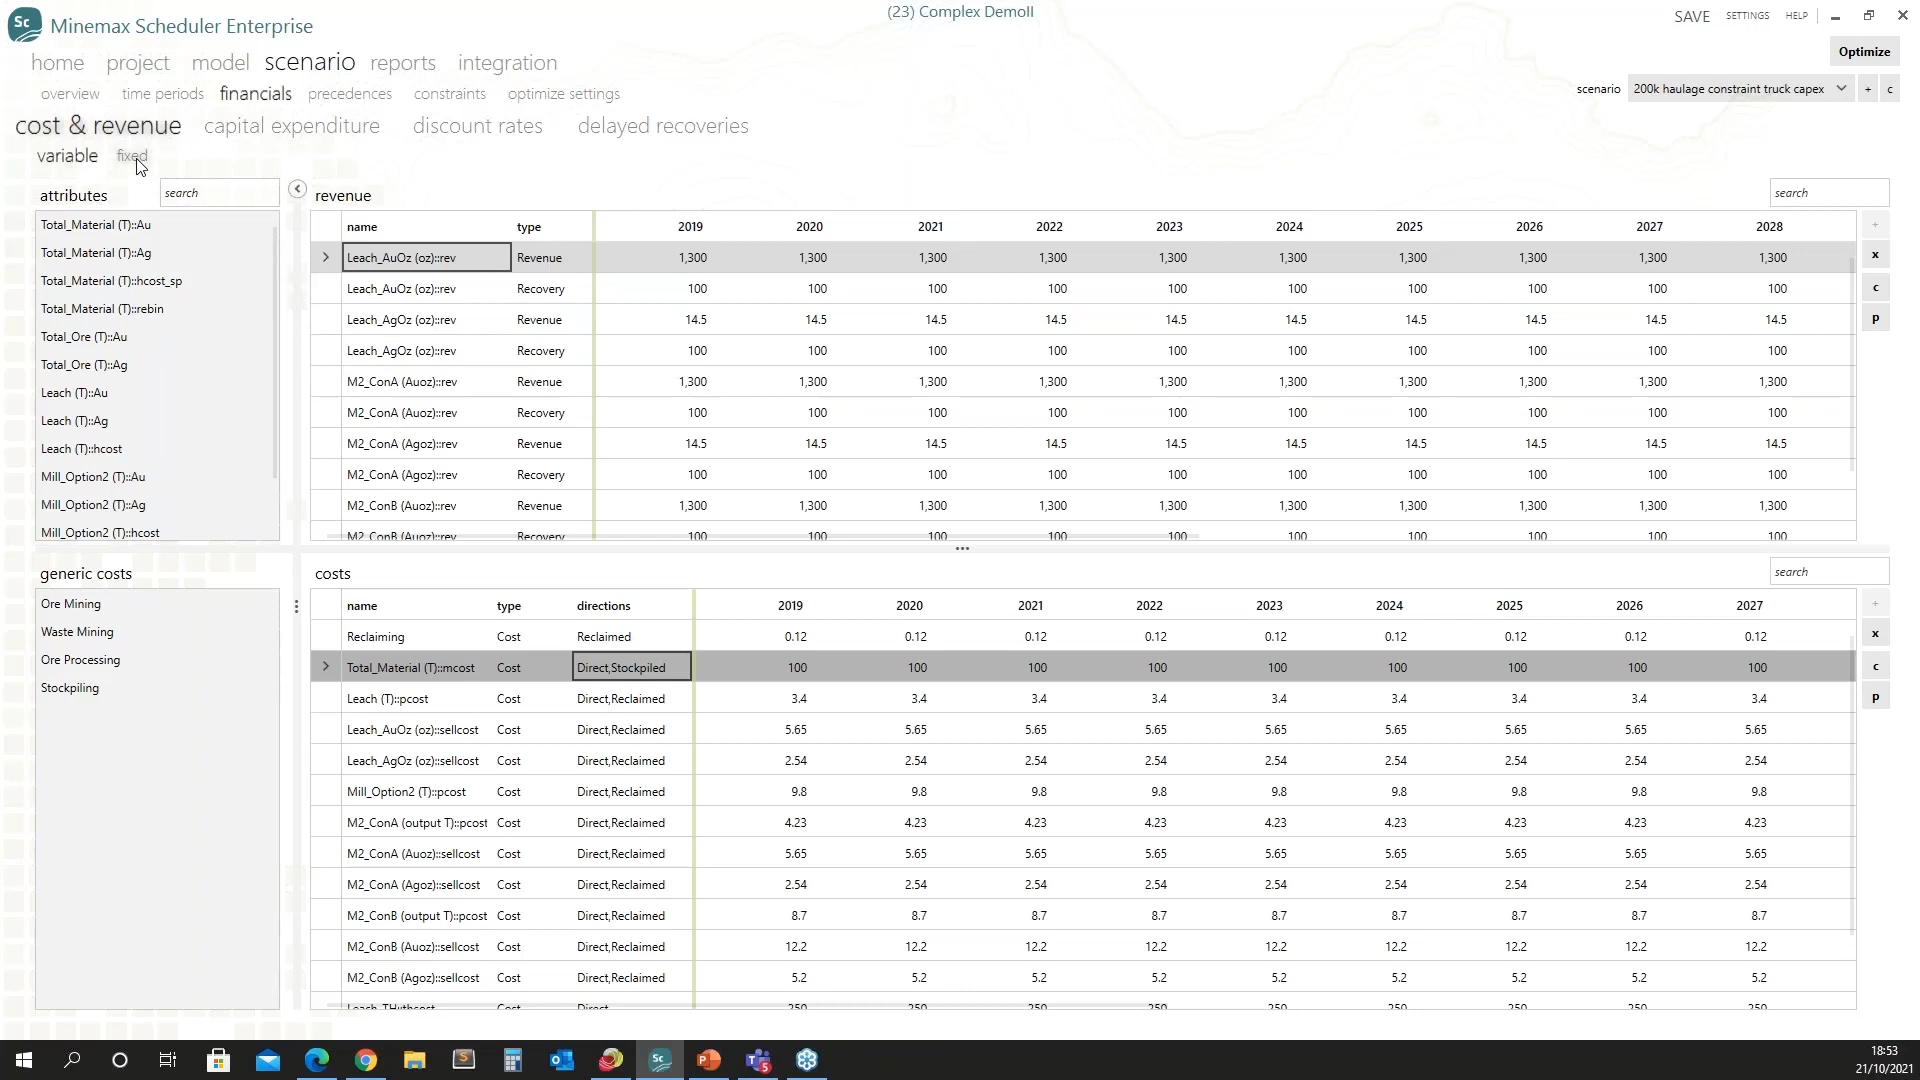 (23) Complex DemoII
Sc Minemax Scheduler Enterprise
SAVE SETTINGS HELP
home project model scenario reports integration
Optimize
overview time periods financials precedences constraints optimize settings
scenario 200k haulage constraint truck capex + c
cost & revenue capital expenditure discount rates delayed recoveries
variable fixed
attributes search
Total_Material (T)::Au
Total_Material (T)::Ag
Total_Material (T)::hcost_sp
Total_Material (T)::rebin
Total_Ore (T)::Au
Total_Ore (T)::Ag
Leach (T)::Au
Leach (T)::Ag
Leach (T)::hcost
Mill_Option2 (T)::Au
Mill_Option2 (T)::Ag
Mill_Option2 (T)::hcost
revenue search
name type 2019 2020 2021 2022 2023 2024 2025 2026 2027 2028
Leach_AuOz (oz)::rev Revenue 1,300 1,300 1,300 1,300 1,300 1,300 1,300 1,300 1,300 1,300
Leach_AuOz (oz)::rev Recovery 100 100 100 100 100 100 100 100 100 100
Leach_AgOz (oz)::rev Revenue 14.5 14.5 14.5 14.5 14.5 14.5 14.5 14.5 14.5 14.5
Leach_AgOz (oz)::rev Recovery 100 100 100 100 100 100 100 100 100 100
M2_ConA (Auoz)::rev Revenue 1,300 1,300 1,300 1,300 1,300 1,300 1,300 1,300 1,300 1,300
M2_ConA (Auoz)::rev Recovery 100 100 100 100 100 100 100 100 100 100
M2_ConA (Agoz)::rev Revenue 14.5 14.5 14.5 14.5 14.5 14.5 14.5 14.5 14.5 14.5
M2_ConA (Agoz)::rev Recovery 100 100 100 100 100 100 100 100 100 100
M2_ConB (Auoz)::rev Revenue 1,300 1,300 1,300 1,300 1,300 1,300 1,300 1,300 1,300 1,300
M2_ConB (Auoz)::rev Recovery 100 100 100 100 100 100 100 100 100 100
+
x
c
p
generic costs
Ore Mining
Waste Mining
Ore Processing
Stockpiling
costs search
name type directions 2019 2020 2021 2022 2023 2024 2025 2026 2027
Reclaiming Cost Reclaimed 0.12 0.12 0.12 0.12 0.12 0.12 0.12 0.12 0.12
Total_Material (T)::mcost Cost Direct,Stockpiled 100 100 100 100 100 100 100 100 100
Leach (T)::pcost Cost Direct,Reclaimed 3.4 3.4 3.4 3.4 3.4 3.4 3.4 3.4 3.4
Leach_AuOz (oz)::sellcost Cost Direct,Reclaimed 5.65 5.65 5.65 5.65 5.65 5.65 5.65 5.65 5.65
Leach_AgOz (oz)::sellcost Cost Direct,Reclaimed 2.54 2.54 2.54 2.54 2.54 2.54 2.54 2.54 2.54
Mill_Option2 (T)::pcost Cost Direct,Reclaimed 9.8 9.8 9.8 9.8 9.8 9.8 9.8 9.8 9.8
M2_ConA (output T)::pcost Cost Direct,Reclaimed 4.23 4.23 4.23 4.23 4.23 4.23 4.23 4.23 4.23
M2_ConA (Auoz)::sellcost Cost Direct,Reclaimed 5.65 5.65 5.65 5.65 5.65 5.65 5.65 5.65 5.65
M2_ConA (Agoz)::sellcost Cost Direct,Reclaimed 2.54 2.54 2.54 2.54 2.54 2.54 2.54 2.54 2.54
M2_ConB (output T)::pcost Cost Direct,Reclaimed 8.7 8.7 8.7 8.7 8.7 8.7 8.7 8.7 8.7
M2_ConB (Auoz)::sellcost Cost Direct,Reclaimed 12.2 12.2 12.2 12.2 12.2 12.2 12.2 12.2 12.2
M2_ConB (Agoz)::sellcost Cost Direct,Reclaimed 5.2 5.2 5.2 5.2 5.2 5.2 5.2 5.2 5.2
Cost Direct 250 250 250 250 250 250 250 250 250
+
x
c
p
18:53
21/10/2021